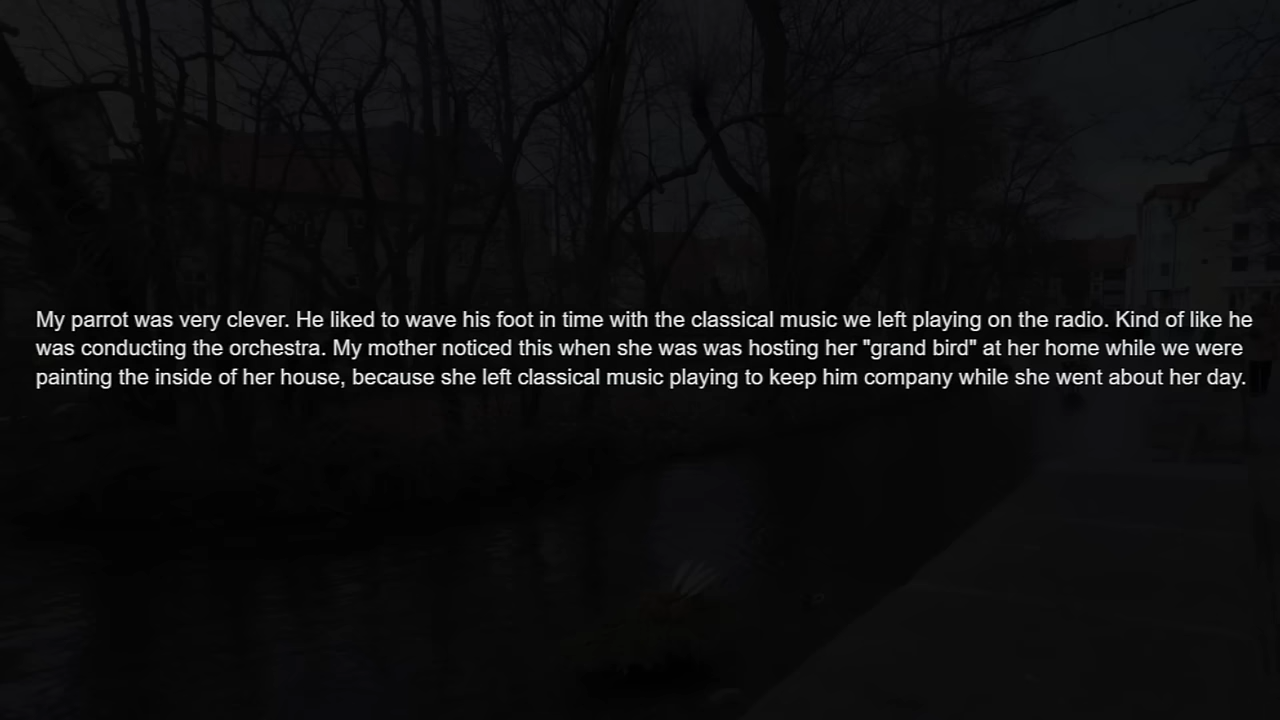 My parrot was very clever. He liked to wave his foot in time with the classical music we left playing on the radio. Kind of like he
was conducting the orchestra. My mother noticed this when she was was hosting her "grand bird" at her home while we were
painting the inside of her house, because she left classical music playing to keep him company while she went about her day.